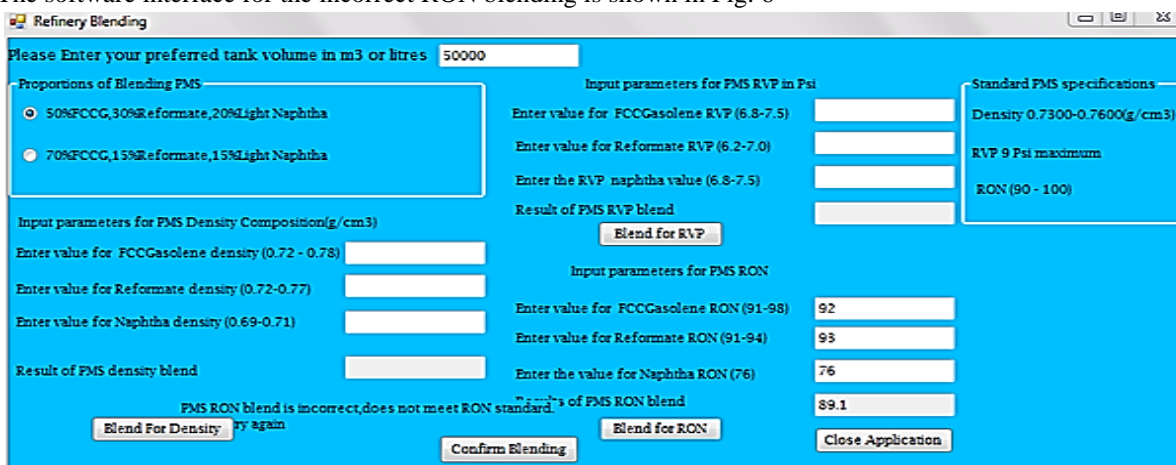 The software interface for the incorrect RON blending is shown in Fig. 6
Refinery Blending
Please Enter your preferred tank volume in m3 or litres 50000
Proportions of Blending PMS
50%FCCG,30%Reformate,20%Light Naphtha
70%FCCG,15%Reformate,15%Light Naphtha
Input parameters for PMS Density Composition(g/cm3)
Enter value for FCCGasolene density (0.72 - 0.78)
Enter value for Reformate density (0.72-0.77)
Enter value for Naphtha density (0.69-0.71)
Result of PMS density blend
PMS RON blend is incorrect,does not meet RON standard.
ry again
Blend For Density
Confirm Blending
Input parameters for PMS RVP in Psi
Enter value for FCCGasolene RVP (6.8-7.5)
Enter value for Reformate RVP (6.2-7.0)
Enter the RVP naphtha value (6.8-7.5)
Result of PMS RVP blend
Blend for RVP
Input parameters for PMS RON
Enter value for FCCGasolene RON (91-98) 92
Enter value for Reformate RON (91-94) 93
Enter the value for Naphtha RON (76) 76
of PMS RON blend 89.1
Blend for RON
Close Application
Standard PMS specifications
Density 0.7300-0.7600(g/cm3)
RVP 9 Psi maximum
RON (90 - 100)